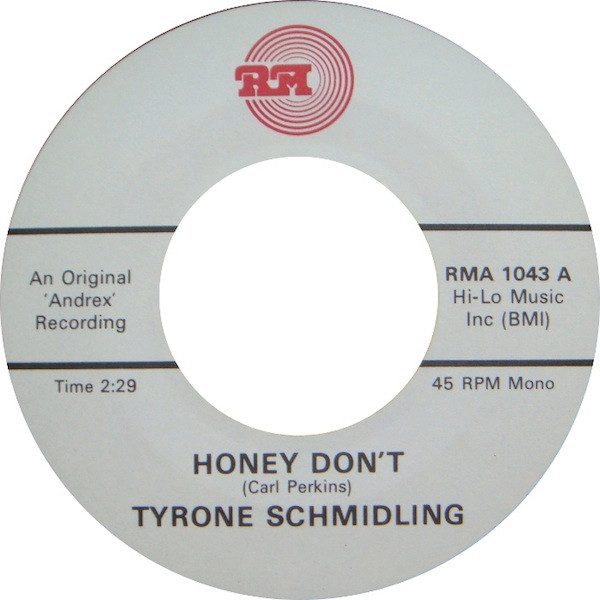 RM
An Original
'Andrex'
Recording
RMA 1043 A
Hi-Lo Music
Inc (BMI)
Time 2:29
45 RPM Mono
HONEY DON'T
(Carl Perkins)
TYRONE SCHMIDLING